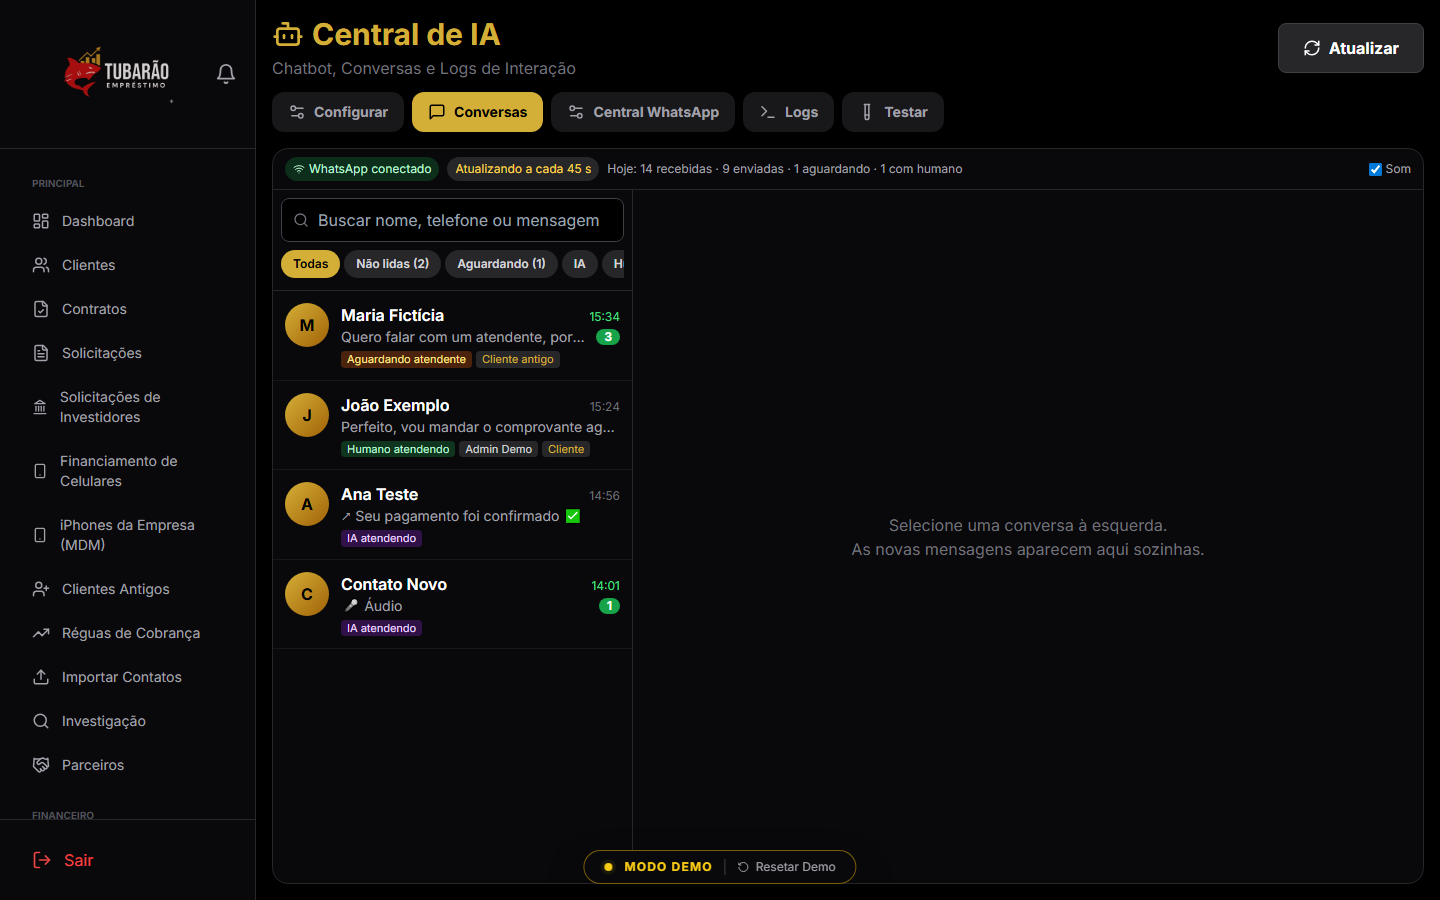 TUBARÃO
EMPRÉSTIMO
PRINCIPAL
Dashboard
Clientes
Contratos
Solicitações
Solicitações de
Investidores
Financiamento de
Celulares
iPhones da Empresa
(MDM)
Clientes Antigos
Réguas de Cobrança
Importar Contatos
Investigação
Parceiros
FINANCEIRO
Sair
Central de IA
Chatbot, Conversas e Logs de Interação
Atualizar
Configurar
Conversas
Central WhatsApp
Logs
Testar
WhatsApp conectado
Atualizando a cada 45 s
Hoje: 14 recebidas · 9 enviadas · 1 aguardando · 1 com humano
Som
Buscar nome, telefone ou mensagem
Todas
Não lidas (2)
Aguardando (1)
IA
M
Maria Fictícia
15:34
Quero falar com um atendente, por...
3
Aguardando atendente
Cliente antigo
J
João Exemplo
15:24
Perfeito, vou mandar o comprovante ag...
Humano atendendo
Admin Demo
Cliente
A
Ana Teste
14:56
↗ Seu pagamento foi confirmado ✅
IA atendendo
C
Contato Novo
14:01
🎤 Áudio
1
IA atendendo
Selecione uma conversa à esquerda.
As novas mensagens aparecem aqui sozinhas.
MODO DEMO
Resetar Demo